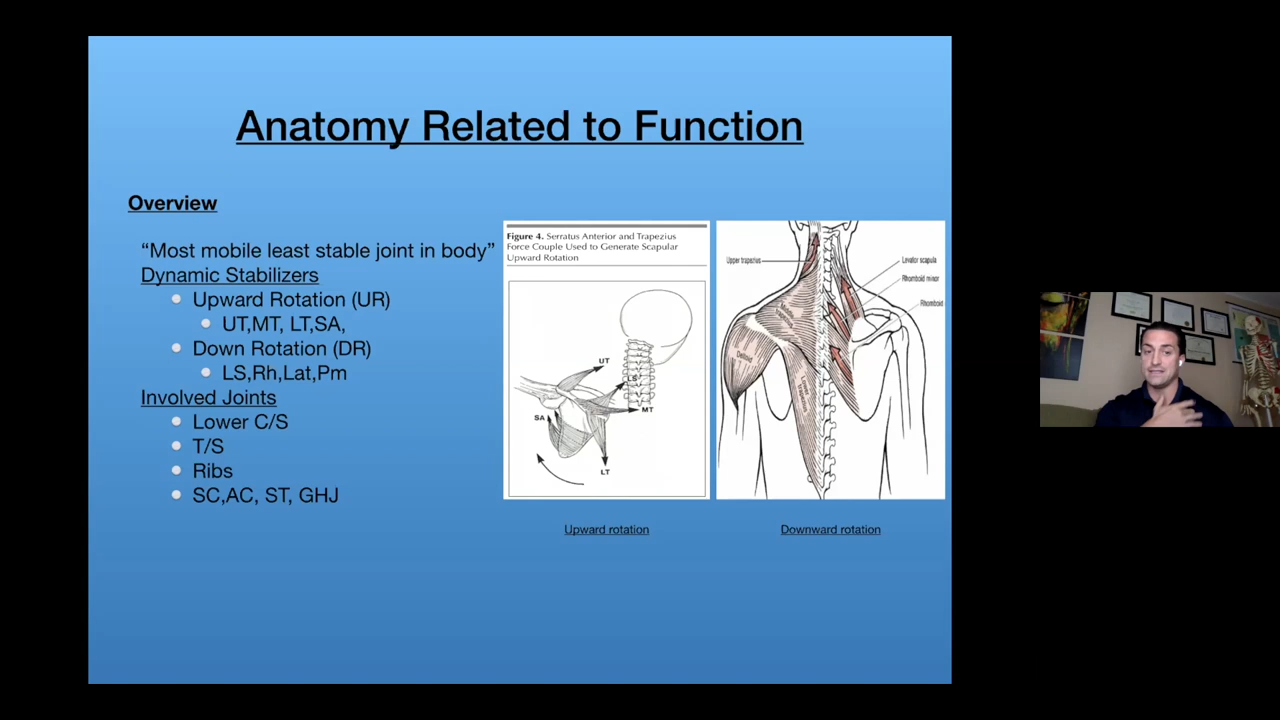 Anatomy Related to Function
Overview
“Most mobile least stable joint in body”
Dynamic Stabilizers
Upward Rotation (UR)
UT,MT, LT,SA,
Down Rotation (DR)
LS,Rh,Lat,Pm
Involved Joints
Lower C/S
T/S
Ribs
SC,AC, ST, GHJ
Figure 4. Serratus Anterior and Trapezius
Force Couple Used to Generate Scapular
Upward Rotation
UT
LS
MT
SA
LT
Upward rotation
Upper trapezius
Levator scapula
Rhomboid minor
Rhomboid
Deltoid
Downward rotation